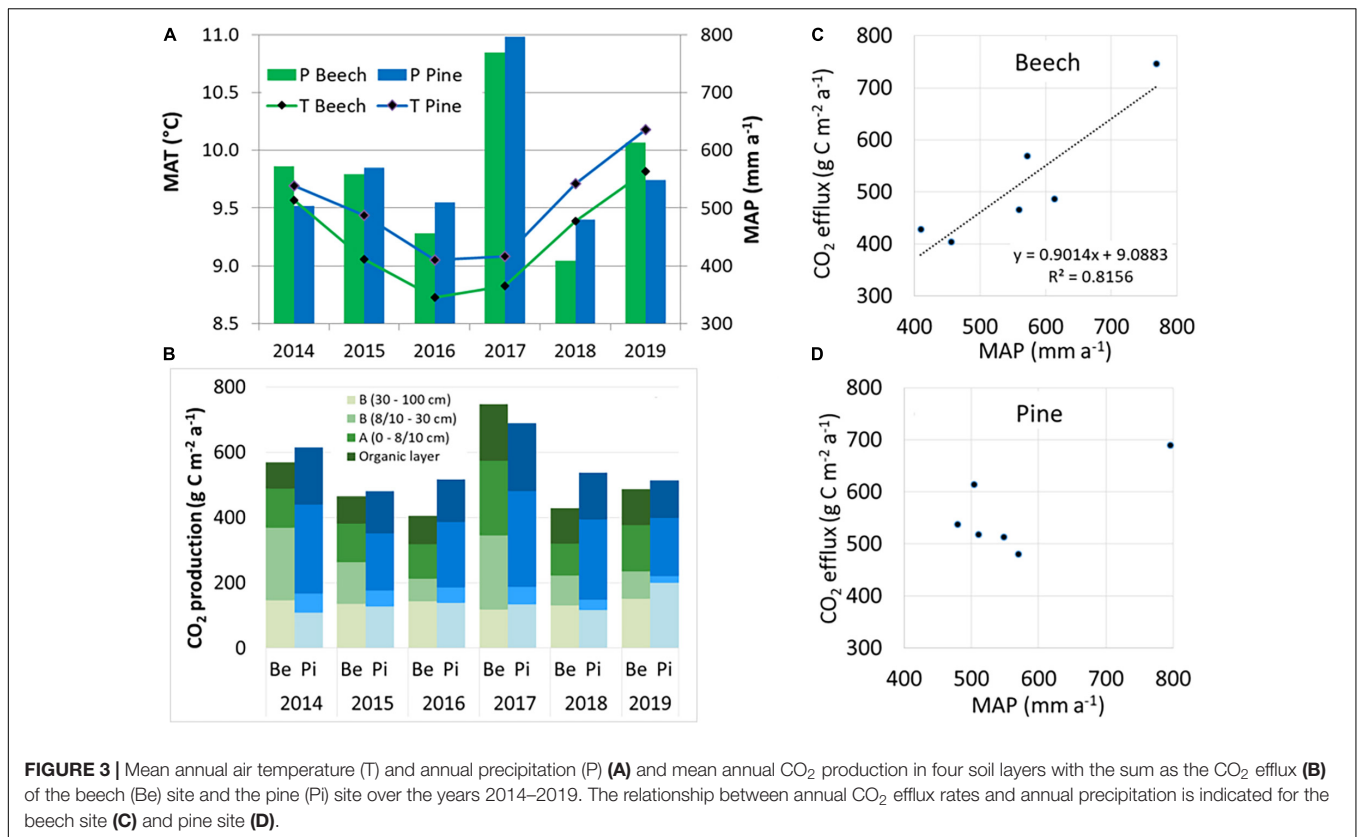 A
11.0
10.5
10.0
9.5
9.0
8.5
MAT (°C)
P Beech P Pine
T Beech T Pine
800
700
600
500
400
300
MAP (mm a⁻¹)
2014 2015 2016 2017 2018 2019
B
800
600
400
200
0
CO₂ production (g C m⁻² a⁻¹)
B (30 - 100 cm)
B (8/10 - 30 cm)
A (0 - 8/10 cm)
Organic layer
Be Pi Be Pi Be Pi Be Pi Be Pi Be Pi
2014 2015 2016 2017 2018 2019
C
800
700
600
500
400
300
CO₂ efflux (g C m⁻² a⁻¹)
Beech
y = 0.9014x + 9.0883
R² = 0.8156
400 500 600 700 800
MAP (mm a⁻¹)
D
800
700
600
500
400
300
CO₂ efflux (g C m⁻² a⁻¹)
Pine
400 500 600 700 800
MAP (mm a⁻¹)
FIGURE 3 | Mean annual air temperature (T) and annual precipitation (P) (A) and mean annual CO₂ production in four soil layers with the sum as the CO₂ efflux (B)
of the beech (Be) site and the pine (Pi) site over the years 2014–2019. The relationship between annual CO₂ efflux rates and annual precipitation is indicated for the
beech site (C) and pine site (D).